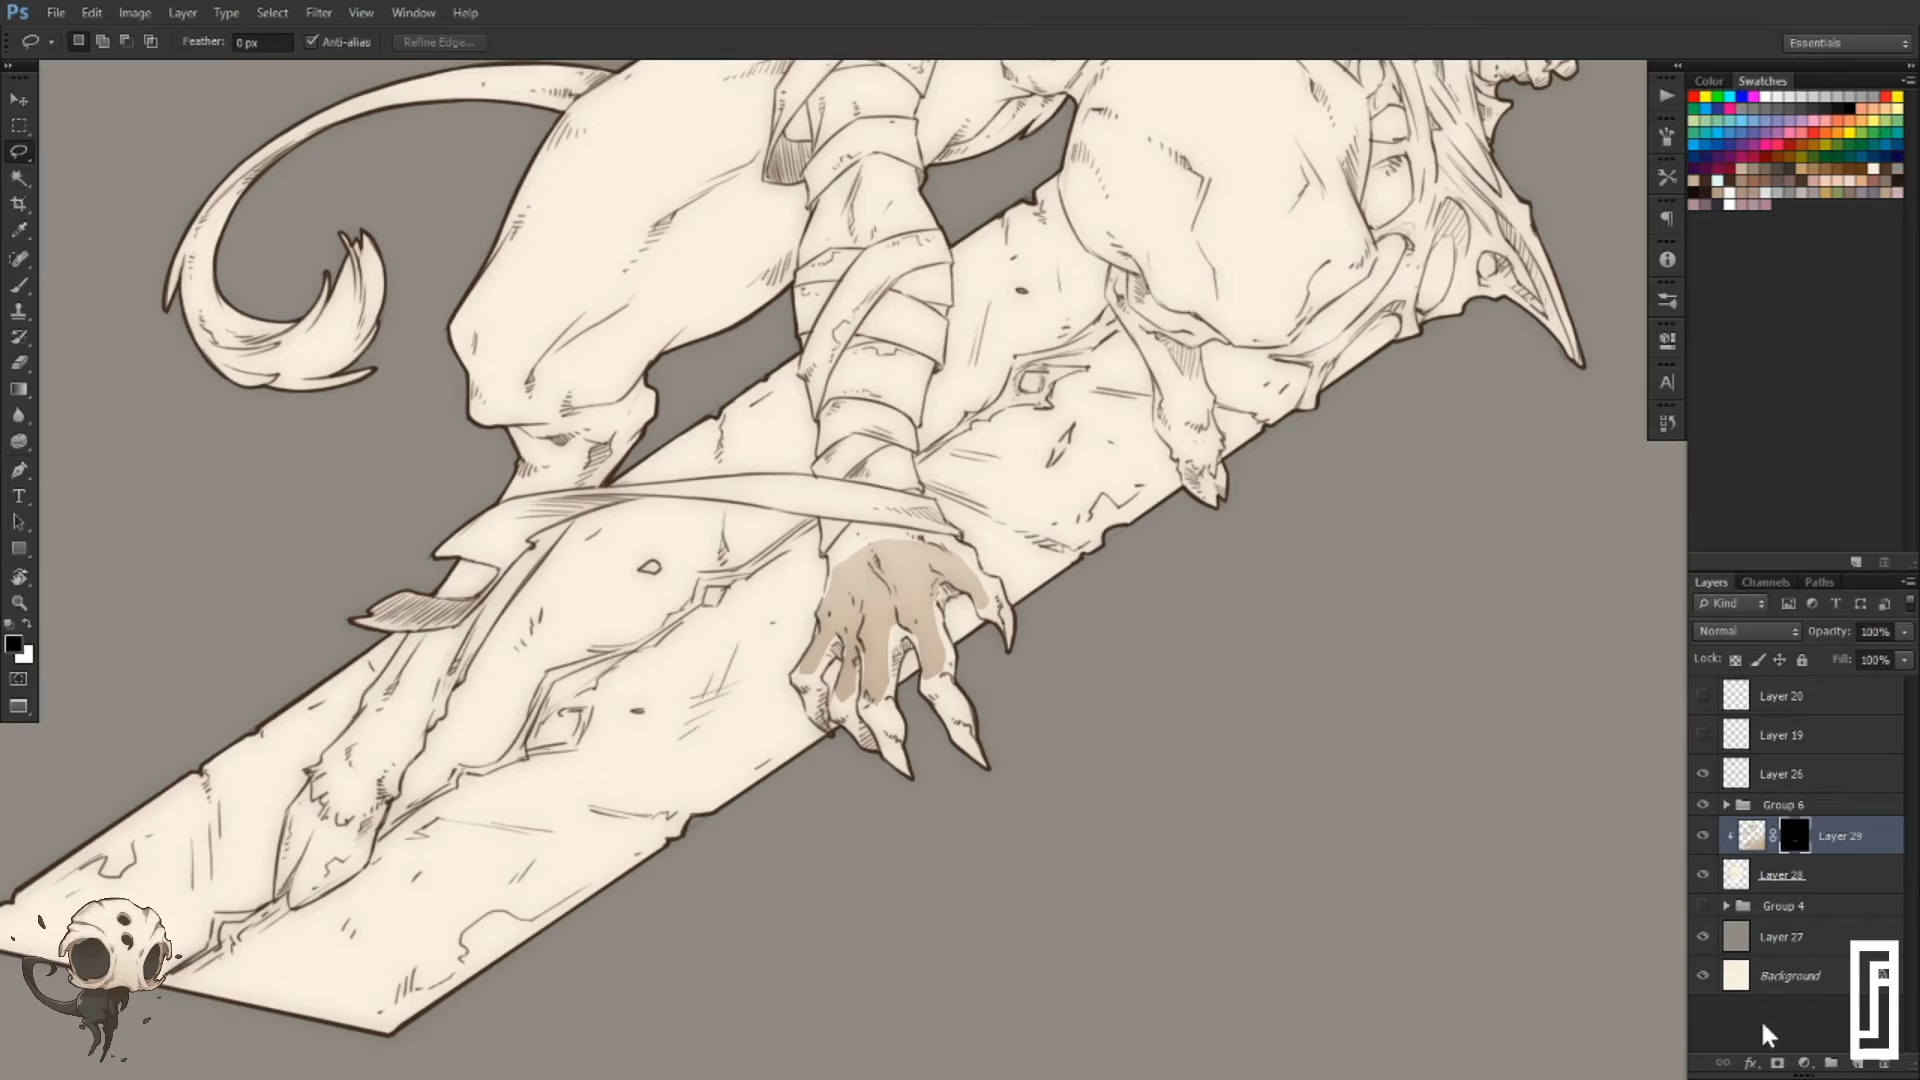 Ps File Edit Image Layer Type Select Filter View Window Help
Feather: 0 px Anti-alias Refine Edge... Essentials
Color Swatches
Layers Channels Paths
Kind
Normal Opacity: 100%
Lock: Fill: 100%
Layer 20
Layer 19
Layer 26
Group 6
Layer 29
Layer 28
Group 4
Layer 27
Background
fx